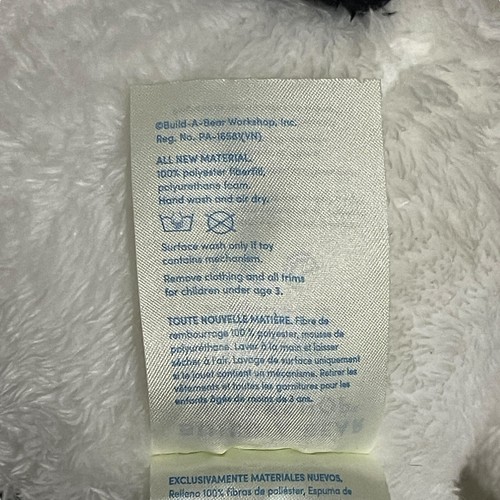 ©Build-A-Bear Workshop, Inc.
Reg. No. PA-16581(VN)
ALL NEW MATERIAL.
100% polyester fiberfill,
polyurethane foam.
Hand wash and air dry.
Surface wash only if toy
contains mechanism.
Remove clothing and all trims
for children under age 3.
TOUTE NOUVELLE MATIÈRE. Fibre de
rembourrage 100 % polyester, mousse de
polyuréthane. Laver à la main et laisser
sécher à l'air. Lavage de surface uniquement
si le jouet contient un mécanisme. Retirer les
vêtements et toutes les garnitures pour les
enfants âgés de moins de 3 ans.
EXCLUSIVAMENTE MATERIALES NUEVOS.
Relleno 100% fibras de poliéster, Espuma de